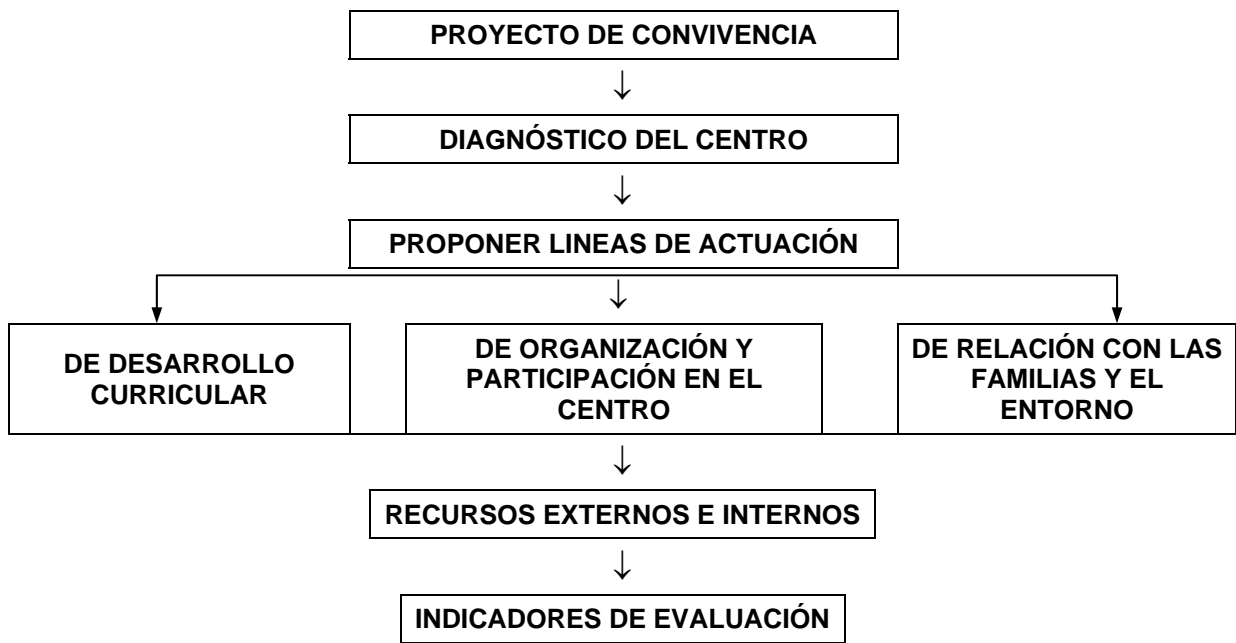 PROYECTO DE CONVIVENCIA
↓
DIAGNÓSTICO DEL CENTRO
↓
PROPONER LINEAS DE ACTUACIÓN
↓
DE DESARROLLO
CURRICULAR
DE ORGANIZACIÓN Y
PARTICIPACIÓN EN EL
CENTRO
DE RELACIÓN CON LAS
FAMILIAS Y EL
ENTORNO
↓
RECURSOS EXTERNOS E INTERNOS
↓
INDICADORES DE EVALUACIÓN